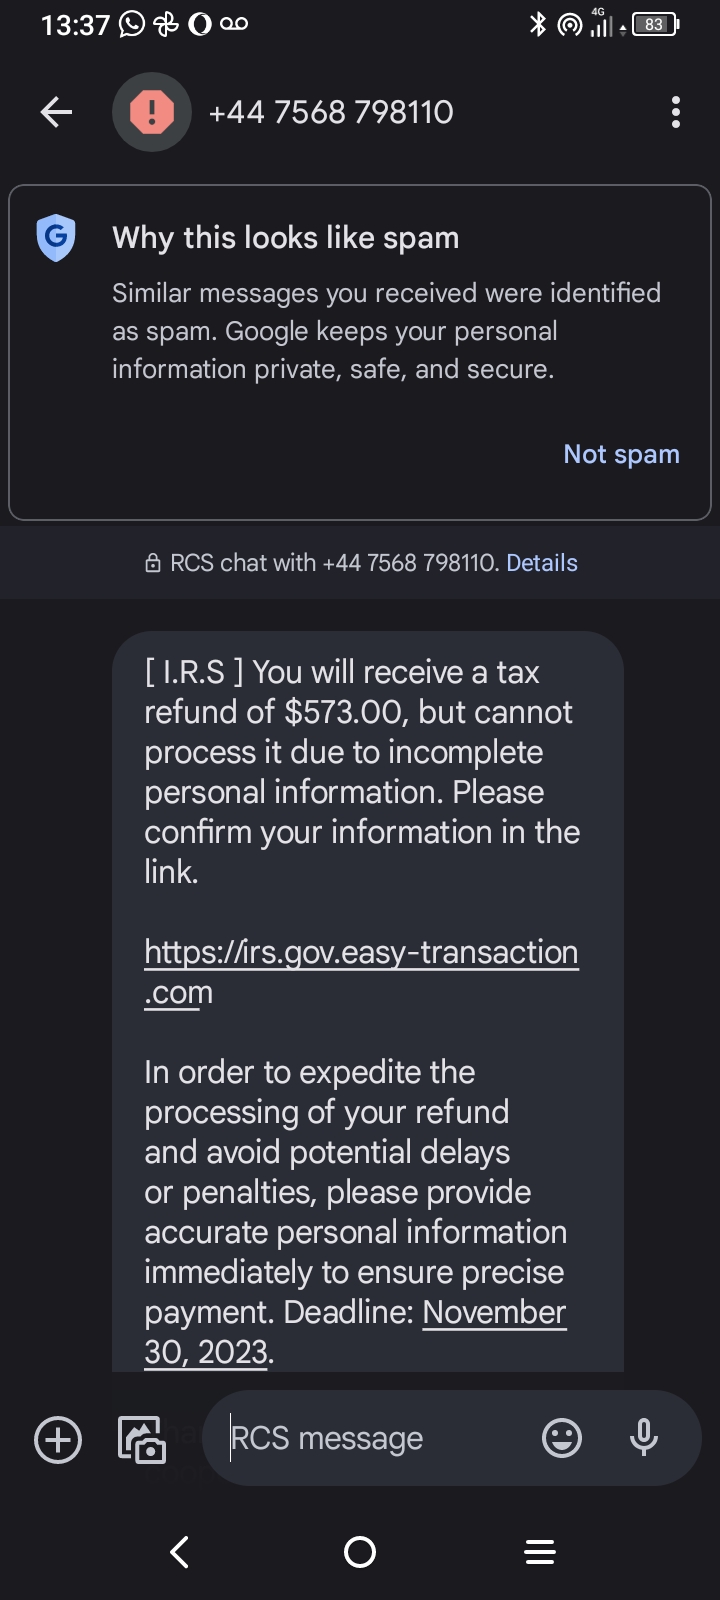 13:37
4G
83
+44 7568 798110
G
Why this looks like spam
Similar messages you received were identified
as spam. Google keeps your personal
information private, safe, and secure.
Not spam
RCS chat with +44 7568 798110. Details
[ I.R.S ] You will receive a tax
refund of $573.00, but cannot
process it due to incomplete
personal information. Please
confirm your information in the
link.
https://irs.gov.easy-transaction
.com
In order to expedite the
processing of your refund
and avoid potential delays
or penalties, please provide
accurate personal information
immediately to ensure precise
payment. Deadline: November
30, 2023.
RCS message